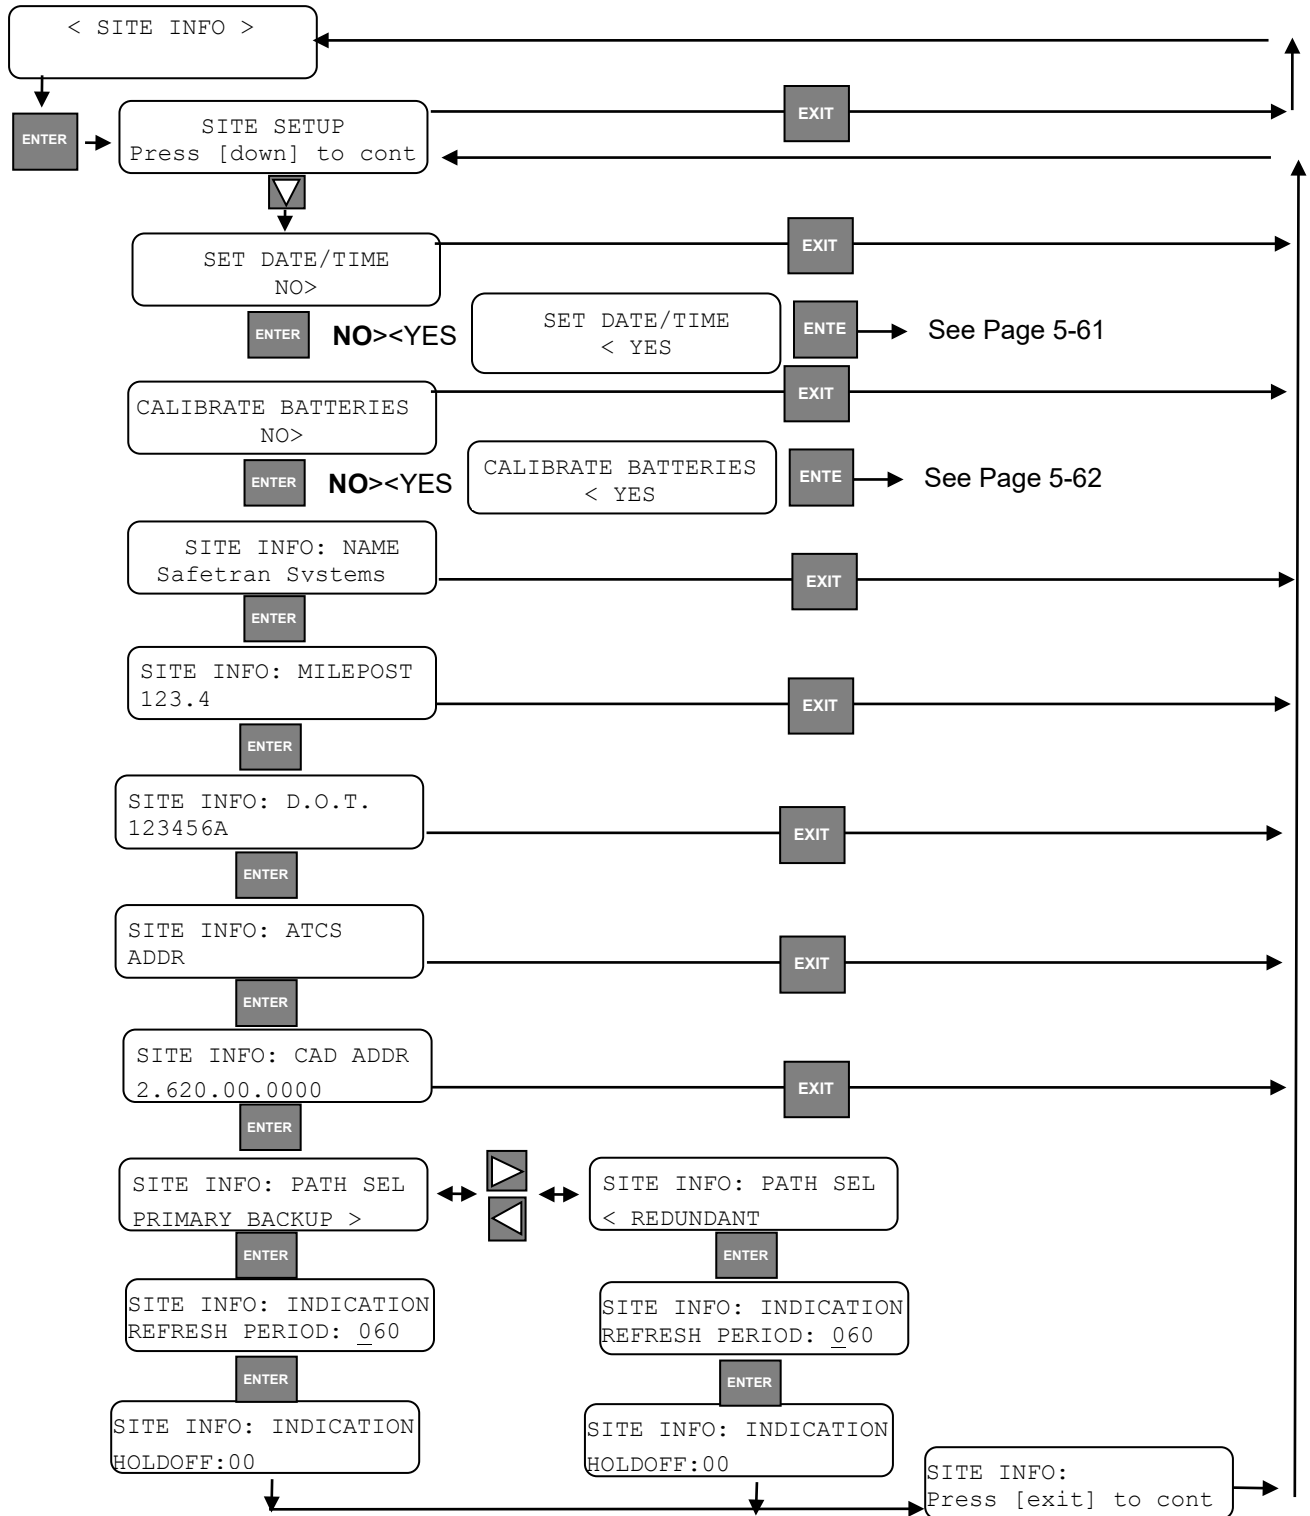 < SITE INFO >
ENTER
SITE SETUP
Press [down] to cont
EXIT
SET DATE/TIME
NO>
EXIT
ENTER
NO><YES
SET DATE/TIME
< YES
ENTE
See Page 5-61
CALIBRATE BATTERIES
NO>
EXIT
ENTER
NO><YES
CALIBRATE BATTERIES
< YES
ENTE
See Page 5-62
SITE INFO: NAME
Safetran Systems
EXIT
ENTER
SITE INFO: MILEPOST
123.4
EXIT
ENTER
SITE INFO: D.O.T.
123456A
EXIT
ENTER
SITE INFO: ATCS
ADDR
EXIT
ENTER
SITE INFO: CAD ADDR
2.620.00.0000
EXIT
ENTER
SITE INFO: PATH SEL
PRIMARY BACKUP >
SITE INFO: PATH SEL
< REDUNDANT
ENTER
ENTER
SITE INFO: INDICATION
REFRESH PERIOD: 060
SITE INFO: INDICATION
REFRESH PERIOD: 060
ENTER
ENTER
SITE INFO: INDICATION
HOLDOFF:00
SITE INFO: INDICATION
HOLDOFF:00
SITE INFO:
Press [exit] to cont